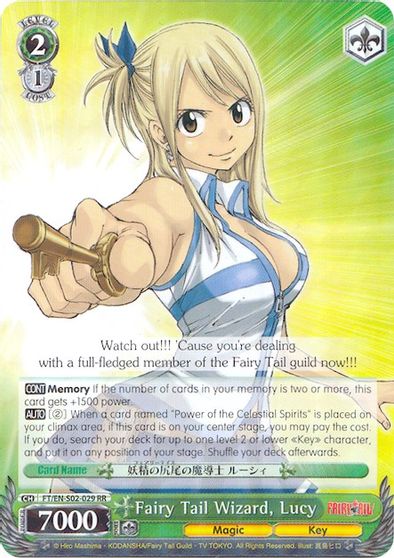 LEVEL
2
1
COST
Watch out!!! 'Cause you're dealing
with a full-fledged member of the Fairy Tail guild now!!!
CONT Memory If the number of cards in your memory is two or more, this
card gets +1500 power.
AUTO [②] When a card named "Power of the Celestial Spirits" is placed on
your climax area, if this card is on your center stage, you may pay the cost.
If you do, search your deck for up to one level 2 or lower «Key» character,
and put it on any position on your stage. Shuffle your deck afterwards.
Card Name
妖精の尻尾の魔導士 ルーシィ
CH FT/EN-S02-029 RR
Fairy Tail Wizard, Lucy
FAIRY TAIL
POWER
7000
Magic
Key
© Hiro Mashima・KODANSHA/Fairy Tail Guild・TV TOKYO. All Rights Reserved.